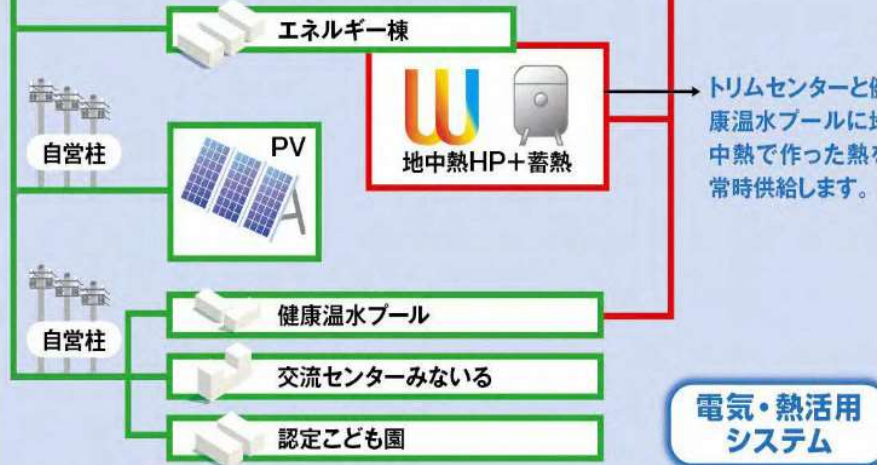 エネルギー棟
自営柱
PV
地中熱HP+蓄熱
トリムセンターと健
康温水プールに地
中熱で作った熱を
常時供給します。
自営柱
健康温水プール
交流センターみないる
認定こども園
電気・熱活用
システム